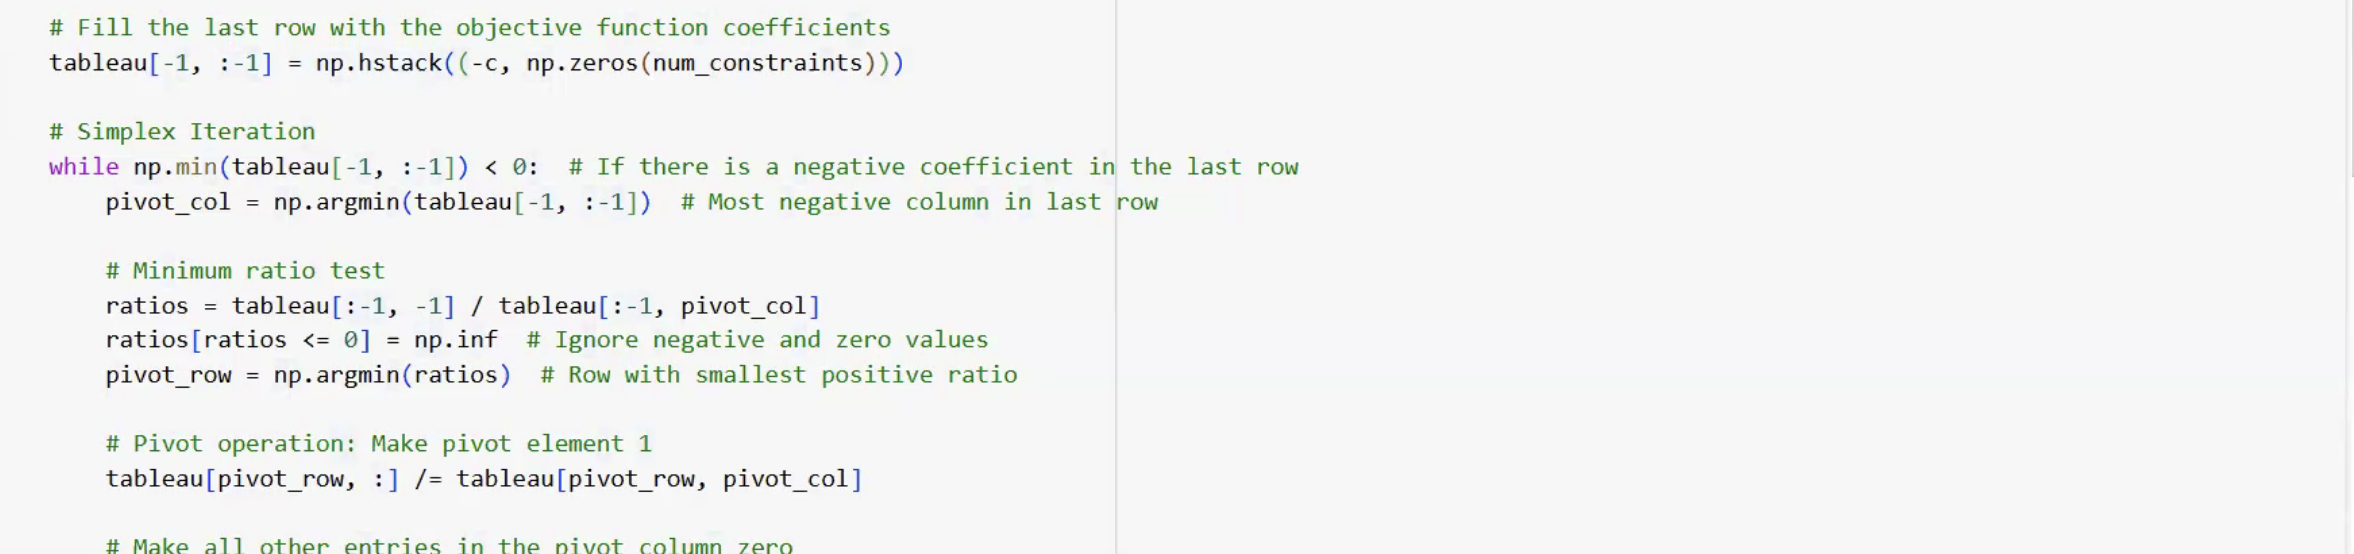 # Fill the last row with the objective function coefficients
tableau[-1, :-1] = np.hstack((-c, np.zeros(num_constraints)))
# Simplex Iteration
while np.min(tableau[-1, :-1]) < 0:  # If there is a negative coefficient in the last row
pivot_col = np.argmin(tableau[-1, :-1])  # Most negative column in last row
# Minimum ratio test
ratios = tableau[:-1, -1] / tableau[:-1, pivot_col]
ratios[ratios <= 0] = np.inf  # Ignore negative and zero values
pivot_row = np.argmin(ratios)  # Row with smallest positive ratio
# Pivot operation: Make pivot element 1
tableau[pivot_row, :] /= tableau[pivot_row, pivot_col]
# Make all other entries in the pivot column zero